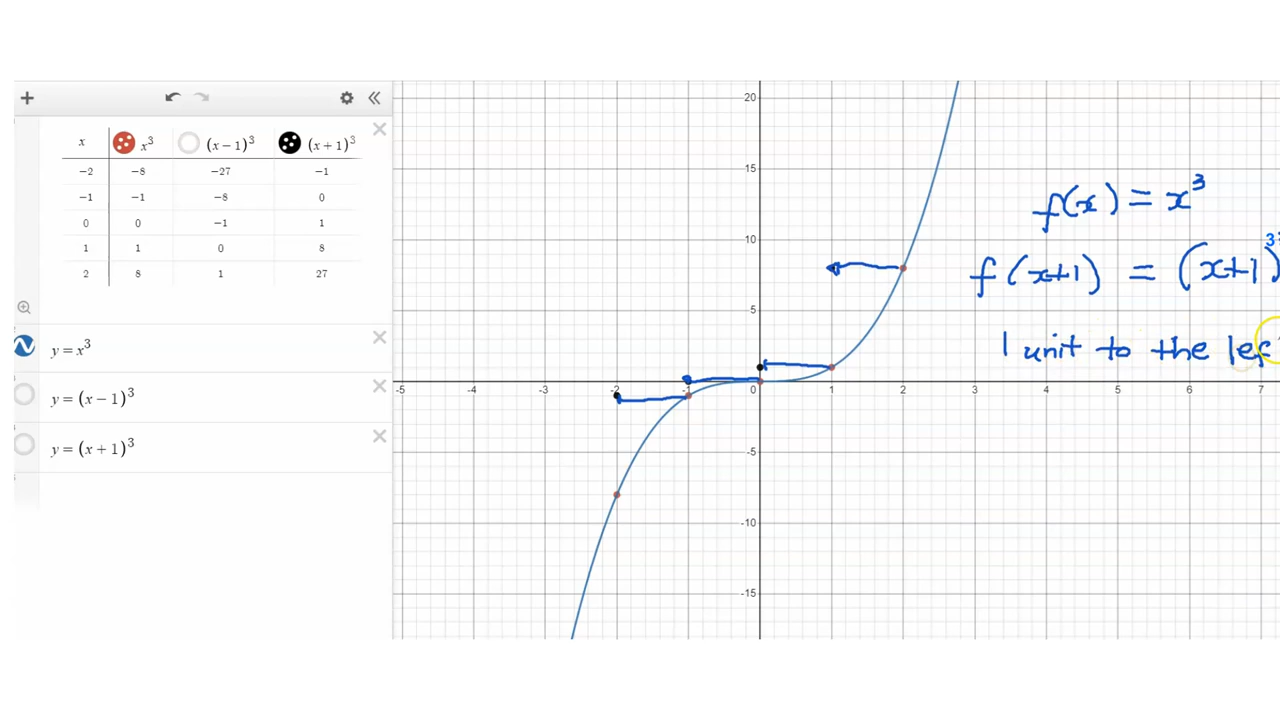 x x³ (x−1)³ (x+1)³
−2 −8 −27 −1
−1 −1 −8 0
0 0 −1 1
1 1 0 8
2 8 1 27
y = x³
y = (x − 1)³
y = (x + 1)³
20
15
10
5
-5 -4 -3 -2 -1 0 1 2 3 4 5 6 7
-5
-10
-15
f(x) = x³
f(x+1) = (x+1)³
1 unit to the left